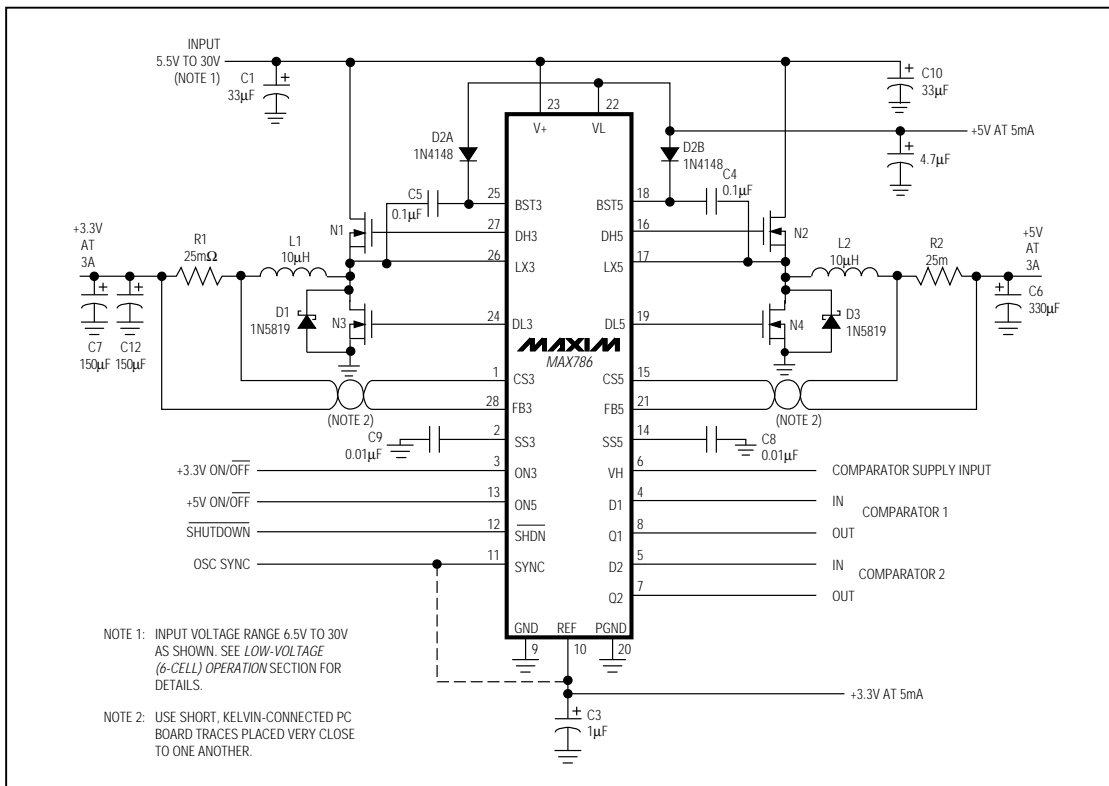 INPUT
5.5V TO 30V
(NOTE 1)
C1
33µF
+
C10
33µF
+
23
22
V+
VL
+5V AT 5mA
+
4.7µF
D2A
1N4148
D2B
1N4148
C5
0.1µF
C4
0.1µF
25
BST3
18
BST5
N1
27
DH3
16
DH5
N2
26
LX3
17
LX5
+3.3V
AT
3A
R1
25mΩ
L1
10µH
L2
10µH
R2
25m
+5V
AT
3A
+
C7
150µF
+
C12
150µF
D1
1N5819
N3
24
DL3
19
DL5
N4
D3
1N5819
+
C6
330µF
MAXIM
MAX786
1
CS3
15
CS5
28
FB3
21
FB5
(NOTE 2)
(NOTE 2)
C9
0.01µF
2
SS3
14
SS5
C8
0.01µF
+3.3V ON/OFF
3
ON3
6
VH
COMPARATOR SUPPLY INPUT
+5V ON/OFF
13
ON5
4
D1
IN
COMPARATOR 1
SHUTDOWN
12
SHDN
8
Q1
OUT
OSC SYNC
11
SYNC
5
D2
IN
COMPARATOR 2
7
Q2
OUT
GND
REF
PGND
9
10
20
+3.3V AT 5mA
+
C3
1µF
NOTE 1: INPUT VOLTAGE RANGE 6.5V TO 30V
AS SHOWN. SEE LOW-VOLTAGE
(6-CELL) OPERATION SECTION FOR
DETAILS.
NOTE 2: USE SHORT, KELVIN-CONNECTED PC
BOARD TRACES PLACED VERY CLOSE
TO ONE ANOTHER.